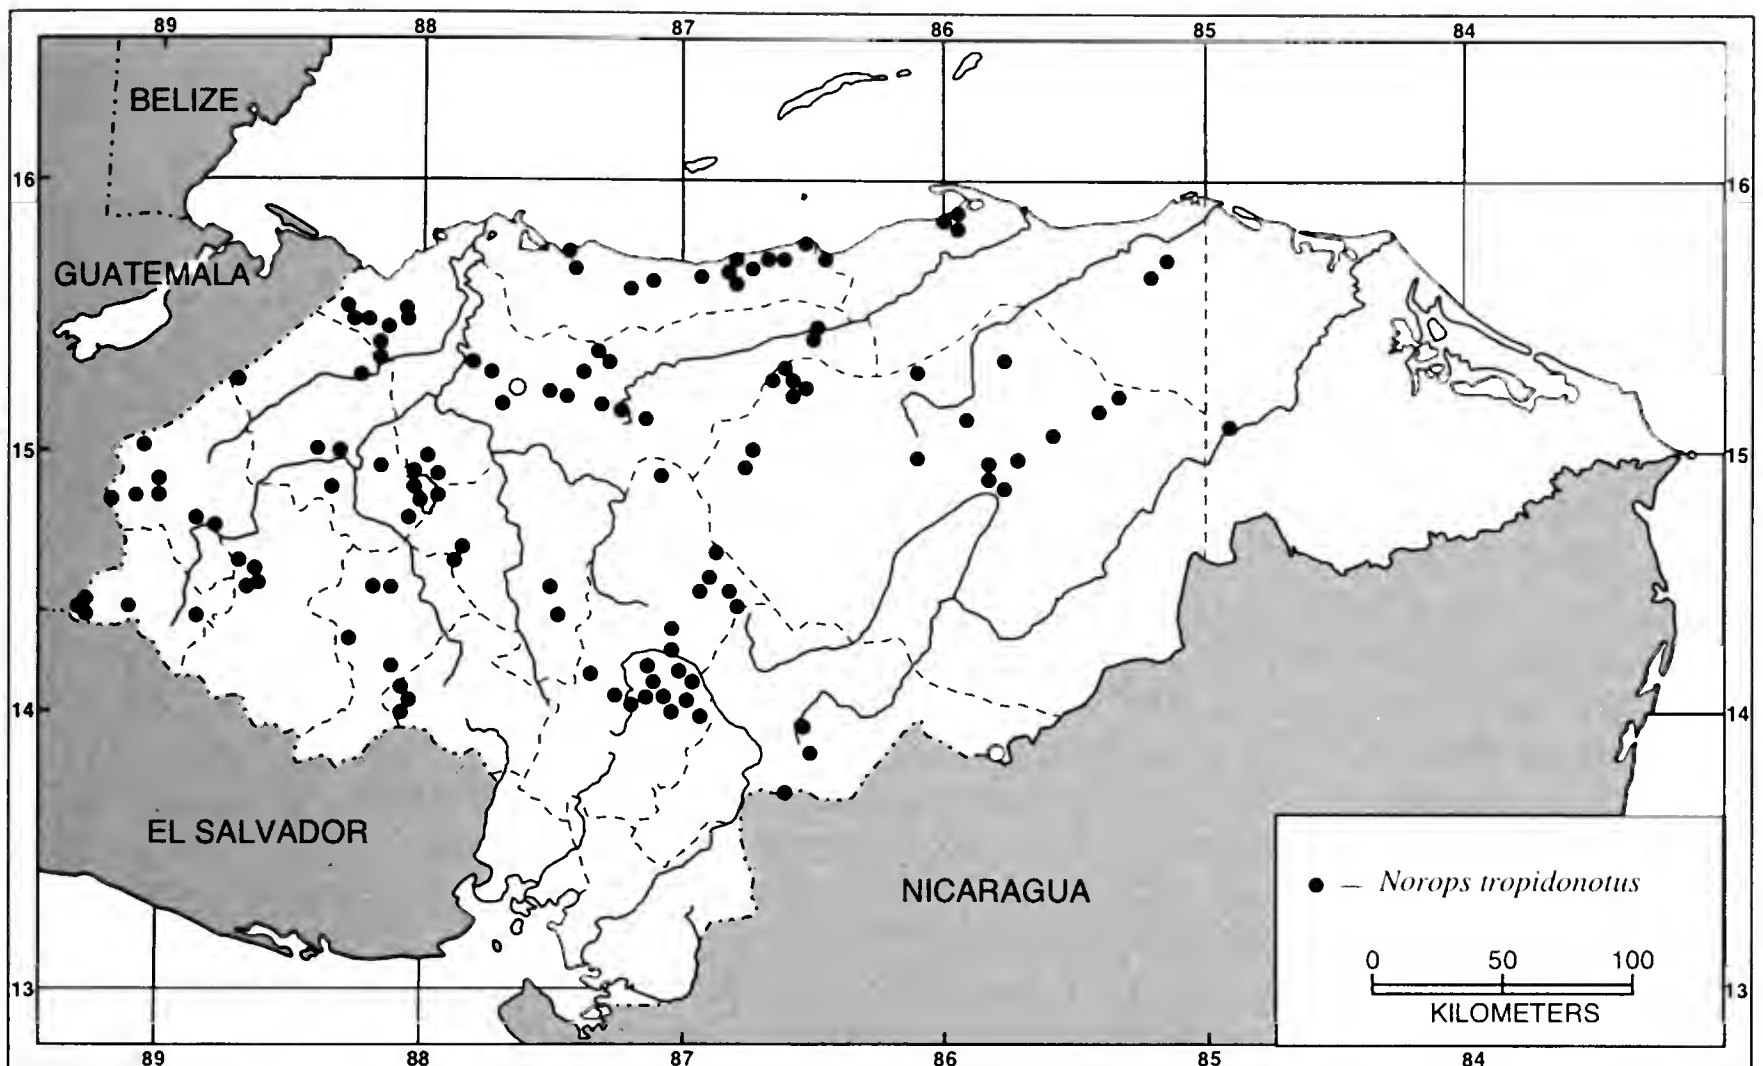 89 88 87 86 85 84
BELIZE
16 16
GUATEMALA
15 15
14 14
EL SALVADOR
NICARAGUA
● — Norops tropidonotus
0 50 100
KILOMETERS
13 13
89 88 87 86 85 84